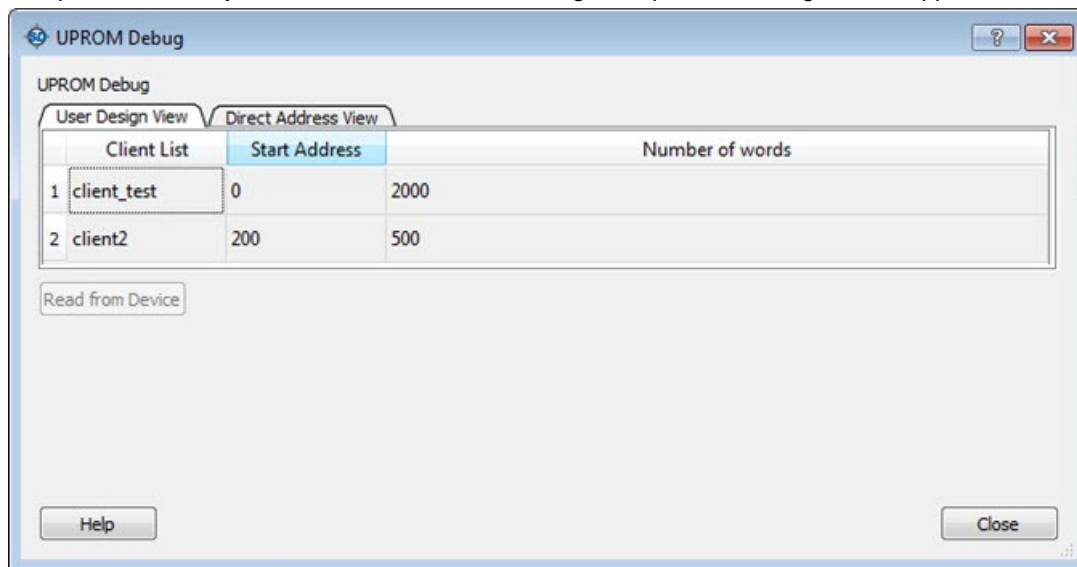 UPROM Debug
UPROM Debug
User Design View Direct Address View
Client List Start Address Number of words
1 client_test 0 2000
2 client2 200 500
Read from Device
Help Close